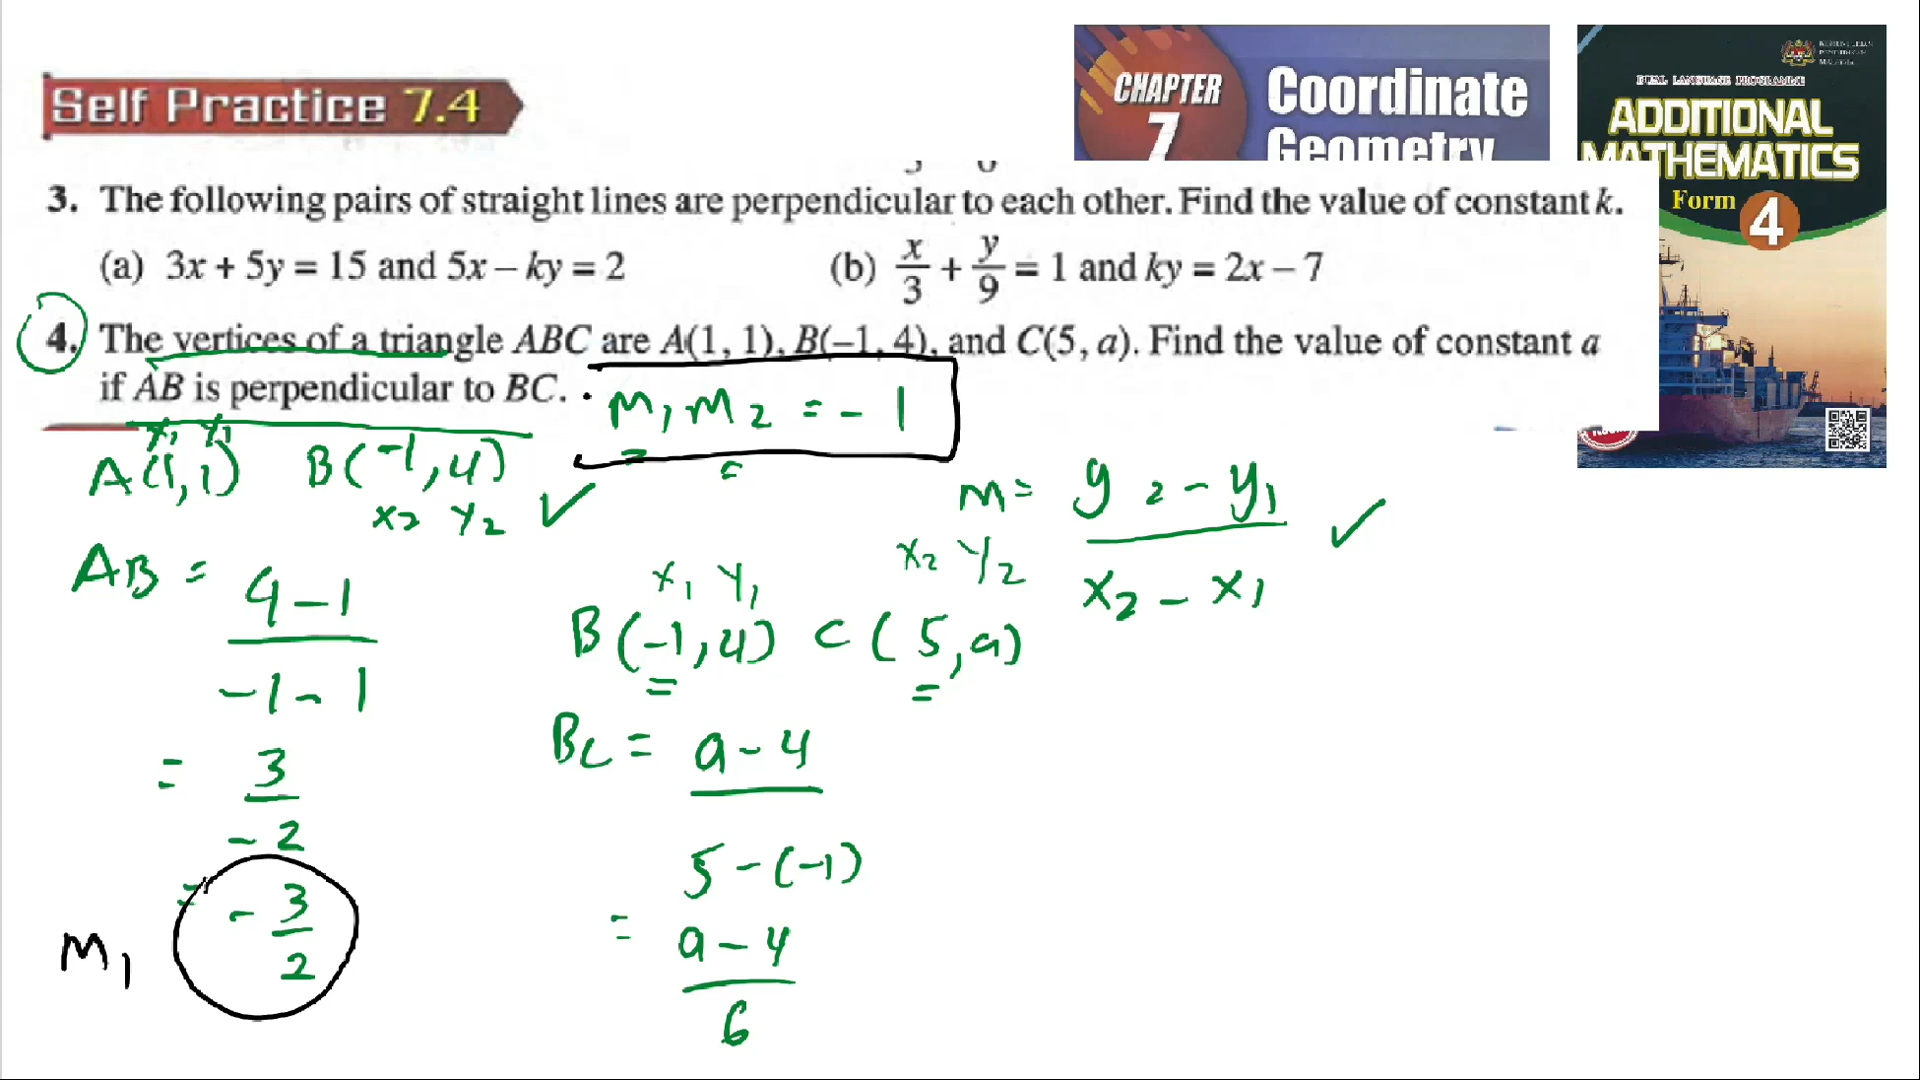 Self Practice 7.4
CHAPTER
7
Coordinate
Geometry
DUAL LANGUAGE PROGRAMME
ADDITIONAL
MATHEMATICS
Form 4
3. The following pairs of straight lines are perpendicular to each other. Find the value of constant k.
(a) 3x + 5y = 15 and 5x – ky = 2
(b) x/3 + y/9 = 1 and ky = 2x – 7
4. The vertices of a triangle ABC are A(1, 1), B(–1, 4), and C(5, a). Find the value of constant a
if AB is perpendicular to BC.
m1 m2 = -1
x1 y1
A(1,1) B(-1,4)
x2 y2
m = y2 - y1
x2 - x1
AB = 4-1
-1-1
= 3
-2
= -3
2
M1
x1 y1 x2 y2
B(-1,4) C(5,a)
BC = a-4
5-(-1)
= a-4
6